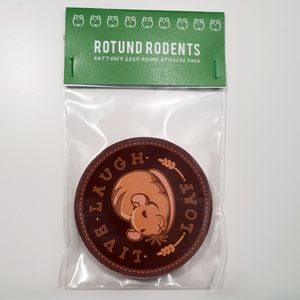 ROTUND RODENTS
RATTOBER 2023 ROUND STICKERS PACK
LIVE · LAUGH · LOAF